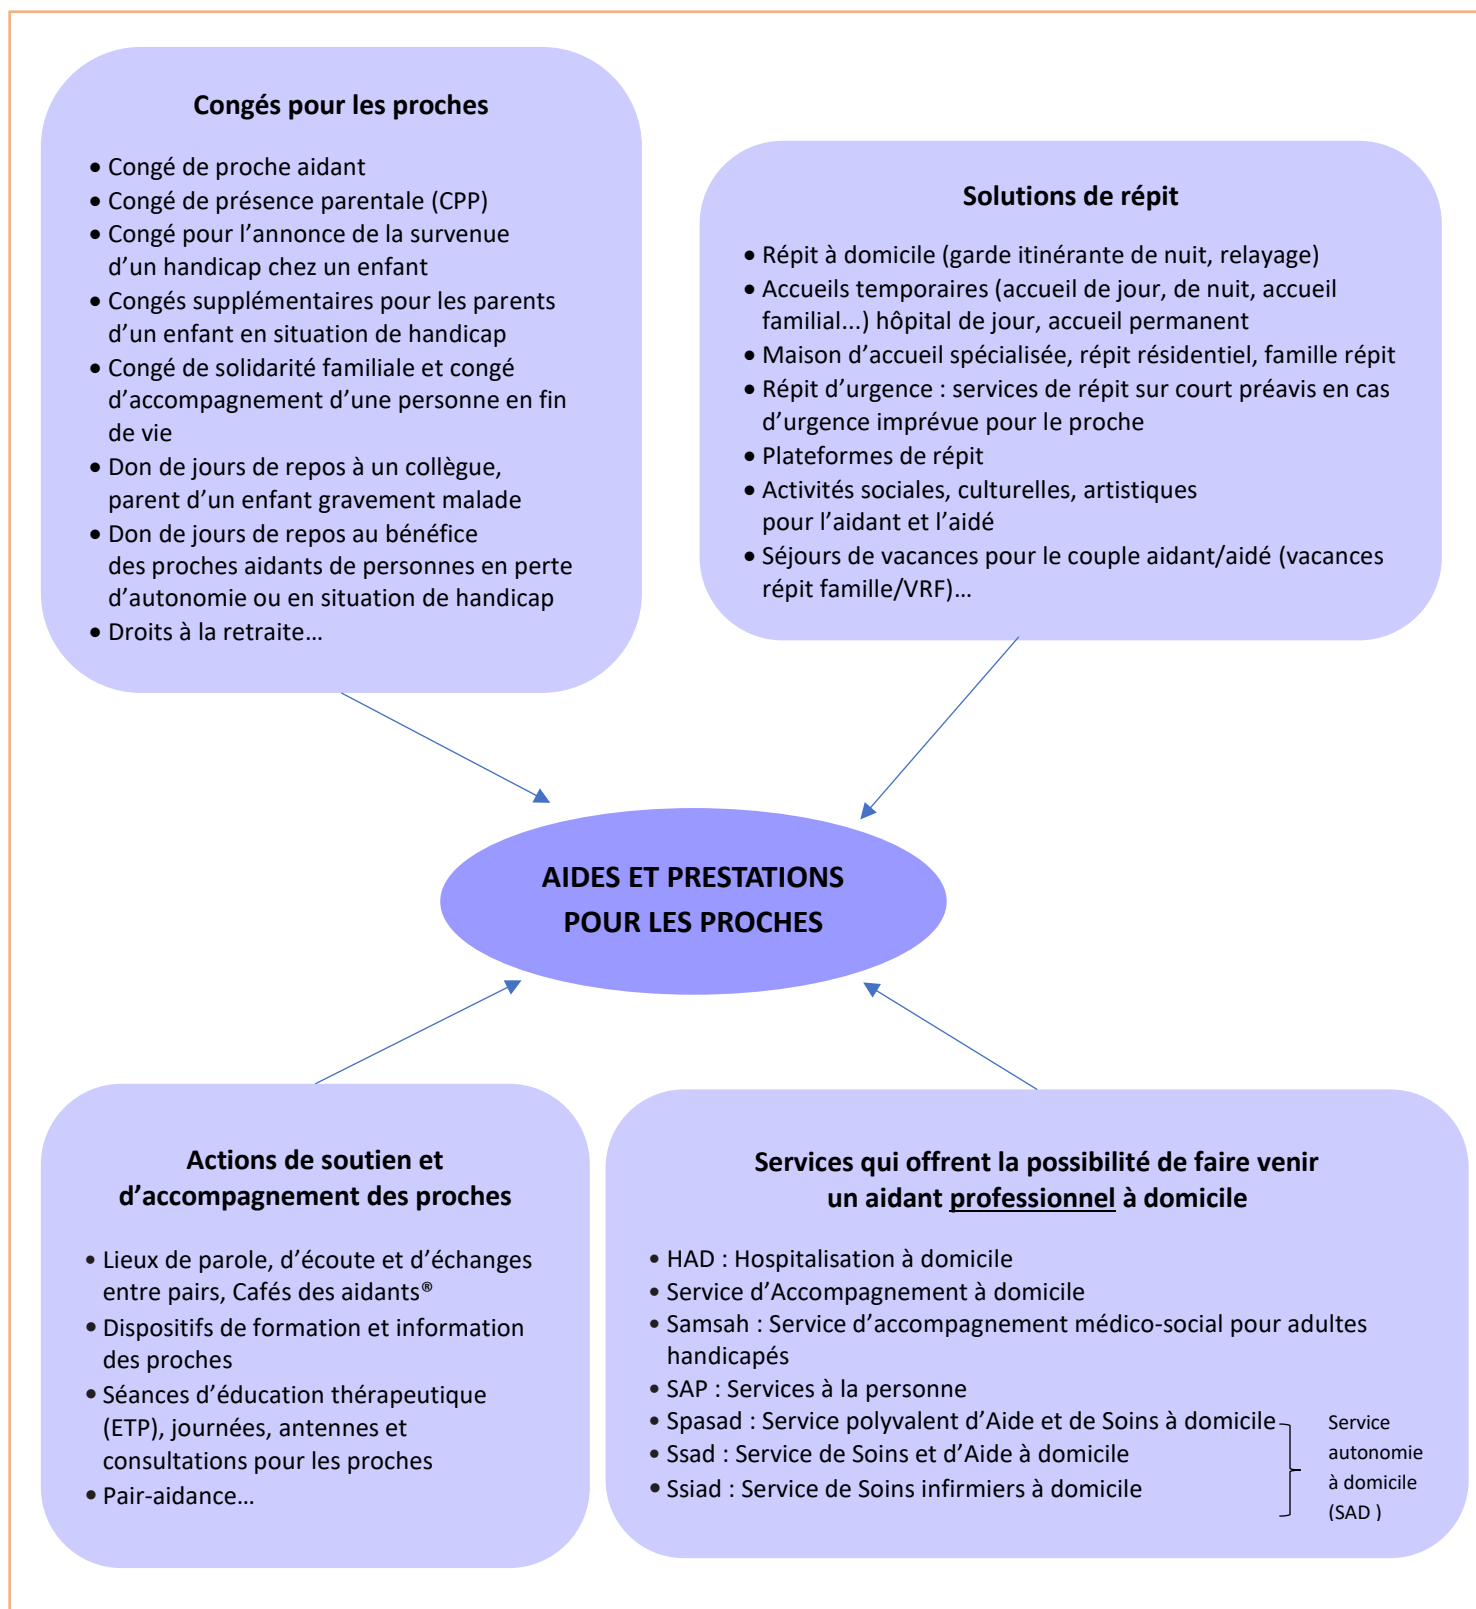 Congés pour les proches
• Congé de proche aidant
• Congé de présence parentale (CPP)
• Congé pour l’annonce de la survenue
d’un handicap chez un enfant
• Congés supplémentaires pour les parents
d’un enfant en situation de handicap
• Congé de solidarité familiale et congé
d’accompagnement d’une personne en fin
de vie
• Don de jours de repos à un collègue,
parent d’un enfant gravement malade
• Don de jours de repos au bénéfice
des proches aidants de personnes en perte
d’autonomie ou en situation de handicap
• Droits à la retraite…
Solutions de répit
• Répit à domicile (garde itinérante de nuit, relayage)
• Accueils temporaires (accueil de jour, de nuit, accueil
familial...) hôpital de jour, accueil permanent
• Maison d’accueil spécialisée, répit résidentiel, famille répit
• Répit d’urgence : services de répit sur court préavis en cas
d’urgence imprévue pour le proche
• Plateformes de répit
• Activités sociales, culturelles, artistiques
pour l’aidant et l’aidé
• Séjours de vacances pour le couple aidant/aidé (vacances
répit famille/VRF)…
AIDES ET PRESTATIONS
POUR LES PROCHES
Actions de soutien et
d’accompagnement des proches
• Lieux de parole, d’écoute et d’échanges
entre pairs, Cafés des aidants®
• Dispositifs de formation et information
des proches
• Séances d’éducation thérapeutique
(ETP), journées, antennes et
consultations pour les proches
• Pair-aidance…
Services qui offrent la possibilité de faire venir
un aidant professionnel à domicile
• HAD : Hospitalisation à domicile
• Service d’Accompagnement à domicile
• Samsah : Service d’accompagnement médico-social pour adultes
handicapés
• SAP : Services à la personne
• Spasad : Service polyvalent d’Aide et de Soins à domicile
• Ssad : Service de Soins et d’Aide à domicile
• Ssiad : Service de Soins infirmiers à domicile
Service
autonomie
à domicile
(SAD )